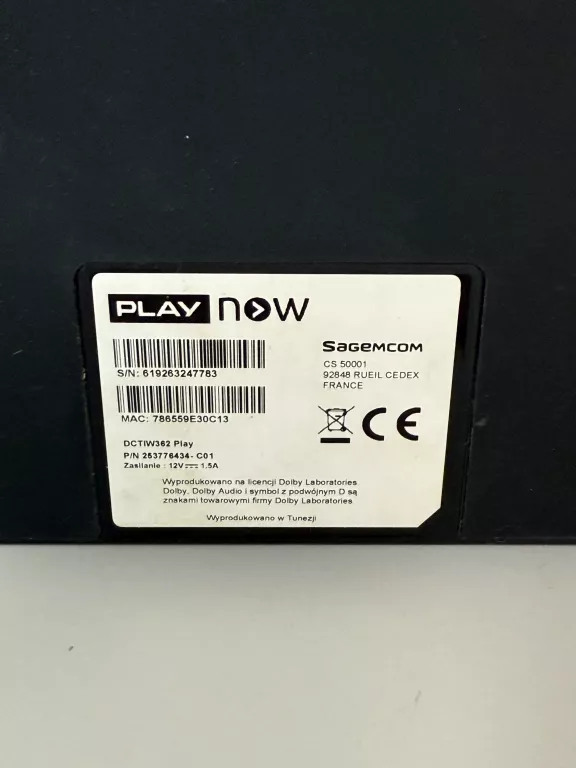 PLAY now
SAGEMCOM
CS 50001
92848 RUEIL CEDEX
FRANCE
S/N: 619263247783
MAC: 786559E30C13
DCTIW362 Play
P/N 253776434- C01
Zasilanie : 12V⎓ 1.5A
Wyprodukowano na licencji Dolby Laboratories
Dolby, Dolby Audio i symbol z podwójnym D są
znakami towarowymi firmy Dolby Laboratories
Wyprodukowano w Tunezji